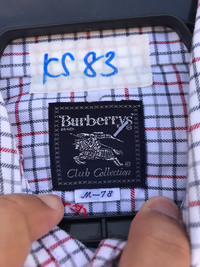 KS 83
Burberrys®
Club Collection
M-78